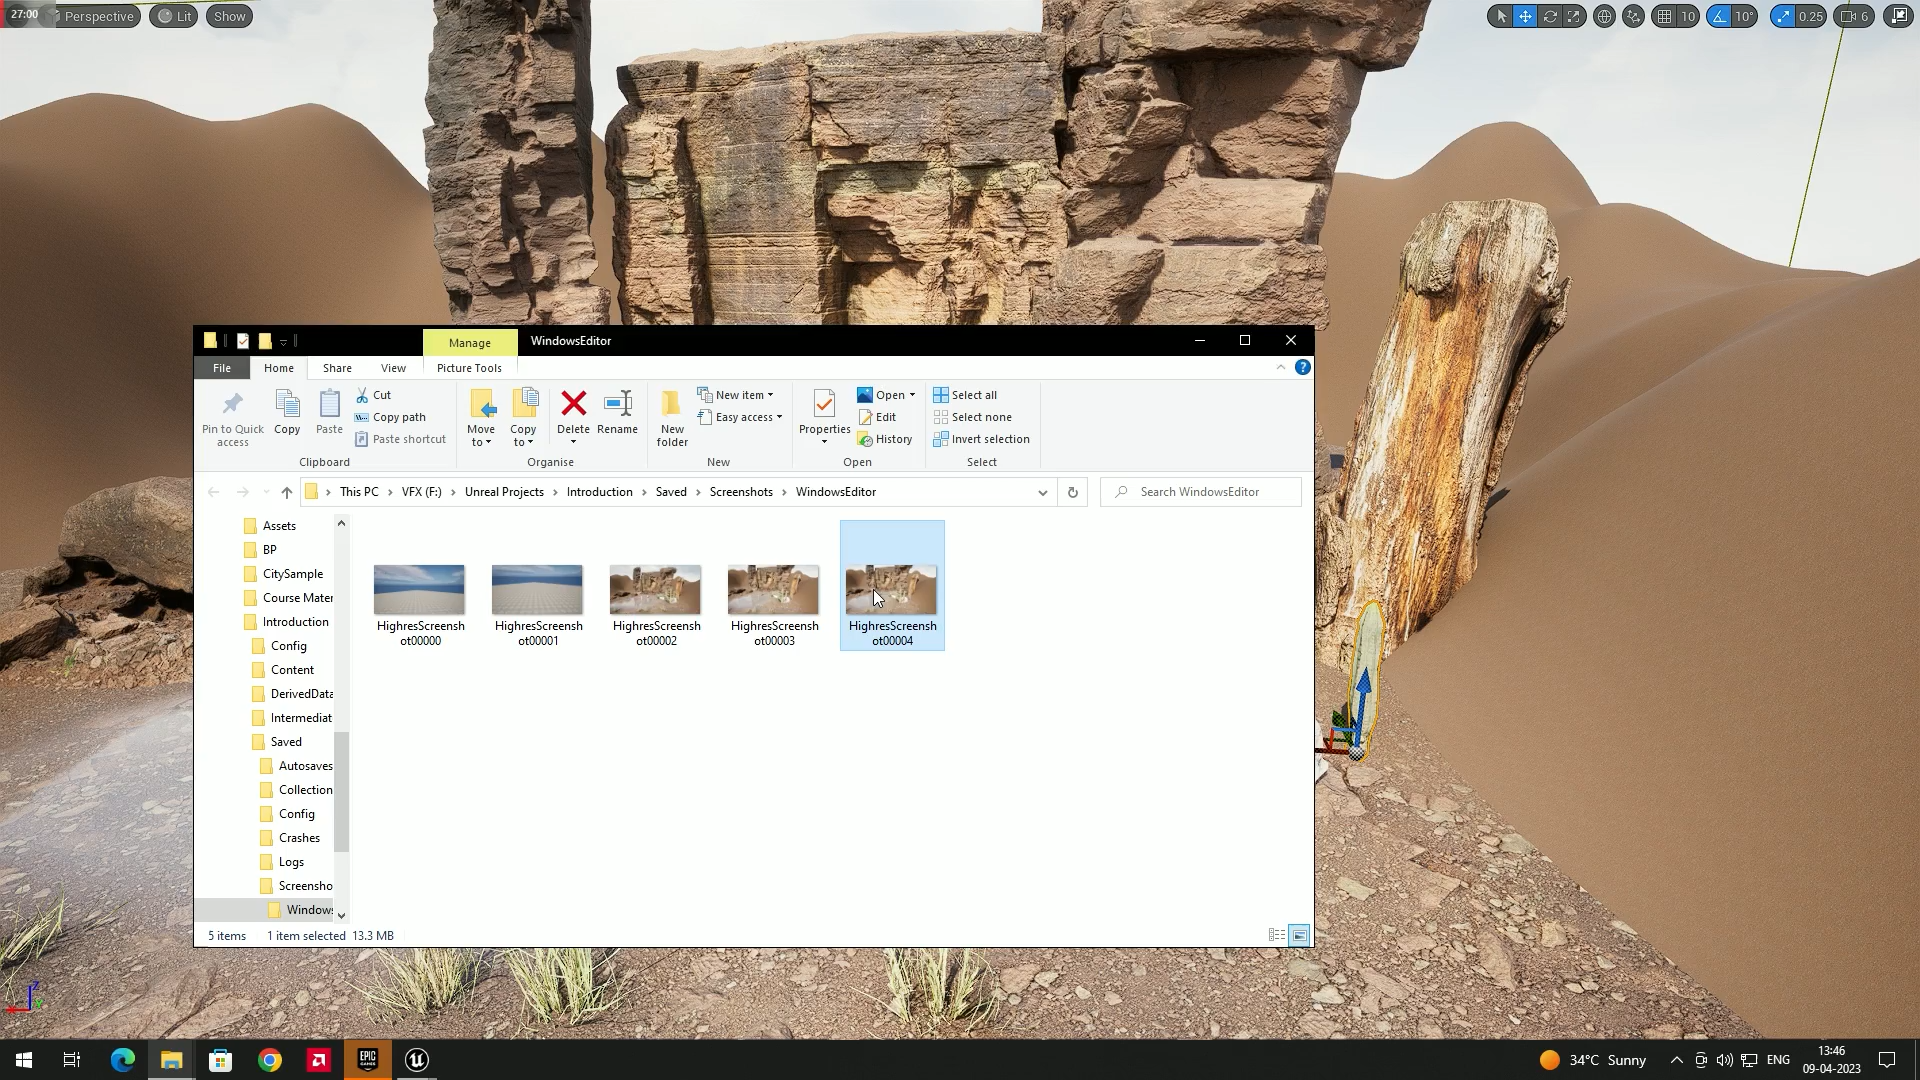 27:00
Perspective
Lit
Show
10
10°
0.25
6
Manage
WindowsEditor
File
Home
Share
View
Picture Tools
Pin to Quick
access
Copy
Paste
Cut
Copy path
Paste shortcut
Clipboard
Move
to
Copy
to
Delete
Rename
Organise
New
folder
New item
Easy access
New
Properties
Open
Edit
History
Open
Select all
Select none
Invert selection
Select
This PC
VFX (F:)
Unreal Projects
Introduction
Saved
Screenshots
WindowsEditor
Search WindowsEditor
Assets
BP
CitySample
Course Mater
Introduction
Config
Content
DerivedData
Intermediat
Saved
Autosaves
Collection
Config
Crashes
Logs
Screensho
Windows
HighresScreensh
ot00000
HighresScreensh
ot00001
HighresScreensh
ot00002
HighresScreensh
ot00003
HighresScreensh
ot00004
5 items
1 item selected 13.3 MB
Z
EPIC
GAMES
34°C Sunny
ENG
13:46
09-04-2023